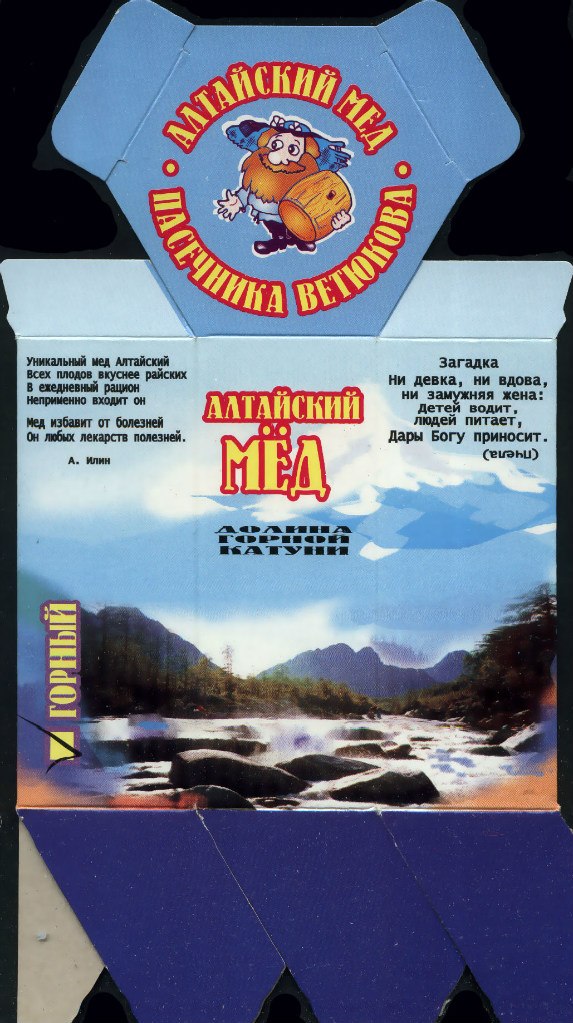 • АЛТАЙСКИЙ МЕД •
ПАСЕЧНИКА ВЕТЮКОВА
Уникальный мед Алтайский
Всех плодов вкуснее райских
В ежедневный рацион
Неприменно входит он
Мед избавит от болезней
Он любых лекарств полезней.
А. Илин
АЛТАЙСКИЙ
МЁД
ДОЛИНА
ГОРНОЙ
КАТУНИ
Загадка
Ни девка, ни вдова,
ни замужняя жена:
Детей водит,
людей питает,
Дары Богу приносит.
(пчела)
ГОРНЫЙ